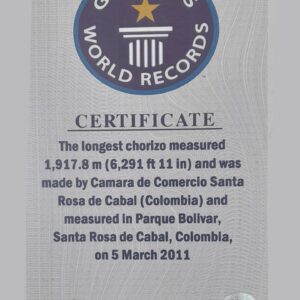 WORLD RECORDS
CERTIFICATE
The longest chorizo measured
1,917.8 m (6,291 ft 11 in) and was
made by Camara de Comercio Santa
Rosa de Cabal (Colombia) and
measured in Parque Bolivar,
Santa Rosa de Cabal, Colombia,
on 5 March 2011